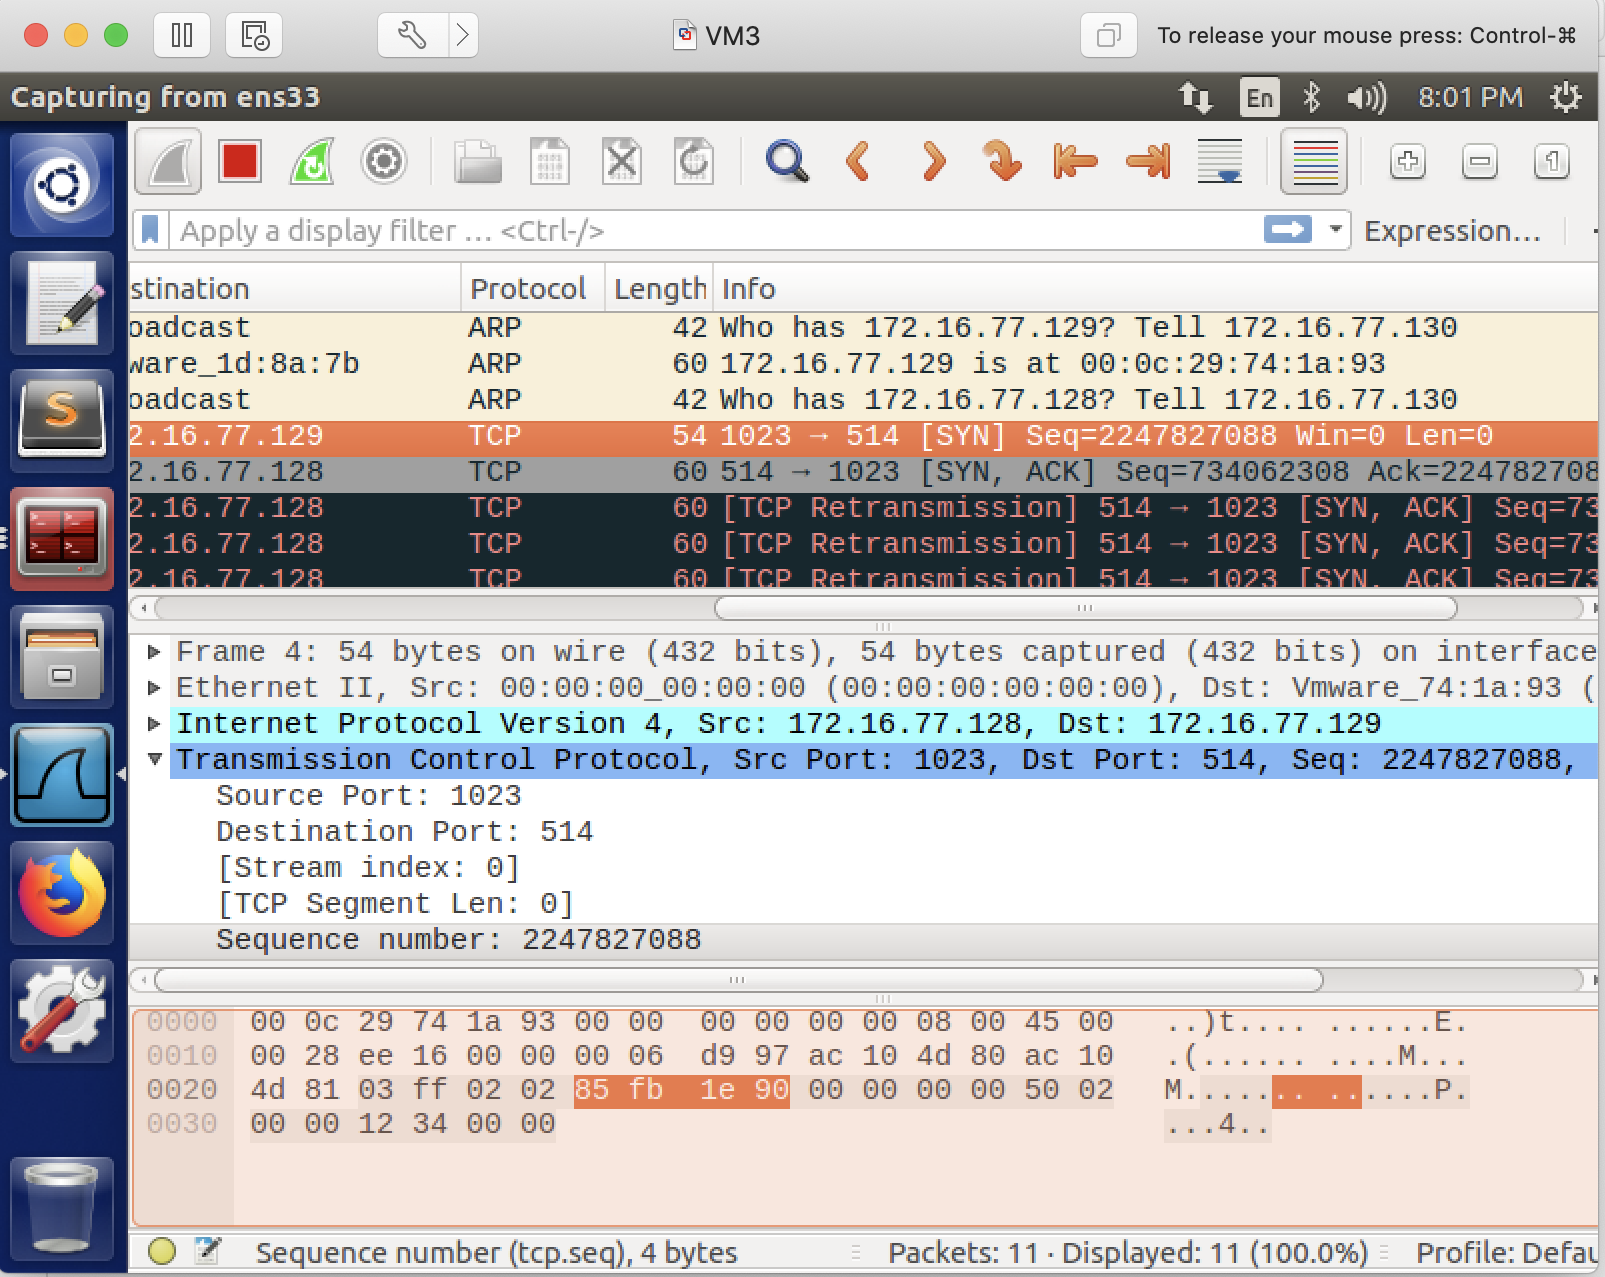 VM3
To release your mouse press: Control-⌘
Capturing from ens33
En
8:01 PM
Apply a display filter ... <Ctrl-/>
Expression...
stination Protocol Length Info
oadcast ARP 42 Who has 172.16.77.129? Tell 172.16.77.130
ware_1d:8a:7b ARP 60 172.16.77.129 is at 00:0c:29:74:1a:93
oadcast ARP 42 Who has 172.16.77.128? Tell 172.16.77.130
2.16.77.129 TCP 54 1023 → 514 [SYN] Seq=2247827088 Win=0 Len=0
2.16.77.128 TCP 60 514 → 1023 [SYN, ACK] Seq=734062308 Ack=224782708
2.16.77.128 TCP 60 [TCP Retransmission] 514 → 1023 [SYN, ACK] Seq=73
2.16.77.128 TCP 60 [TCP Retransmission] 514 → 1023 [SYN, ACK] Seq=73
2.16.77.128 TCP 60 [TCP Retransmission] 514 → 1023 [SYN, ACK] Seq=73
Frame 4: 54 bytes on wire (432 bits), 54 bytes captured (432 bits) on interface
Ethernet II, Src: 00:00:00_00:00:00 (00:00:00:00:00:00), Dst: Vmware_74:1a:93 (
Internet Protocol Version 4, Src: 172.16.77.128, Dst: 172.16.77.129
Transmission Control Protocol, Src Port: 1023, Dst Port: 514, Seq: 2247827088,
Source Port: 1023
Destination Port: 514
[Stream index: 0]
[TCP Segment Len: 0]
Sequence number: 2247827088
0000 00 0c 29 74 1a 93 00 00 00 00 00 00 08 00 45 00 ..)t.... ......E.
0010 00 28 ee 16 00 00 00 06 d9 97 ac 10 4d 80 ac 10 .(...... ....M...
0020 4d 81 03 ff 02 02 85 fb 1e 90 00 00 00 00 50 02 M....... ......P.
0030 00 00 12 34 00 00 ...4..
Sequence number (tcp.seq), 4 bytes
Packets: 11 · Displayed: 11 (100.0%)
Profile: Defau